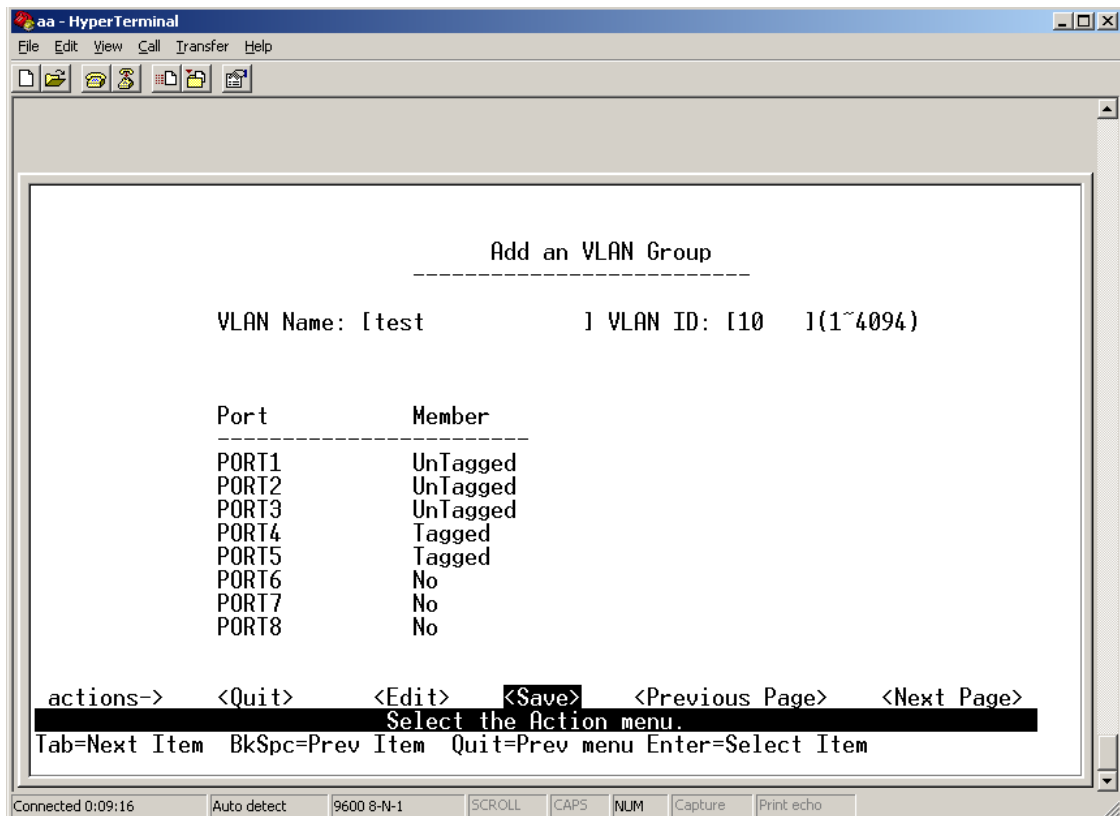 aa - HyperTerminal
File Edit View Call Transfer Help
Add an VLAN Group
--------------------------
VLAN Name: [test ] VLAN ID: [10 ](1~4094)
Port Member
------------------------
PORT1 UnTagged
PORT2 UnTagged
PORT3 UnTagged
PORT4 Tagged
PORT5 Tagged
PORT6 No
PORT7 No
PORT8 No
actions-> <Quit> <Edit> <Save> <Previous Page> <Next Page>
Select the Action menu.
Tab=Next Item BkSpc=Prev Item Quit=Prev menu Enter=Select Item
Connected 0:09:16 Auto detect 9600 8-N-1 SCROLL CAPS NUM Capture Print echo